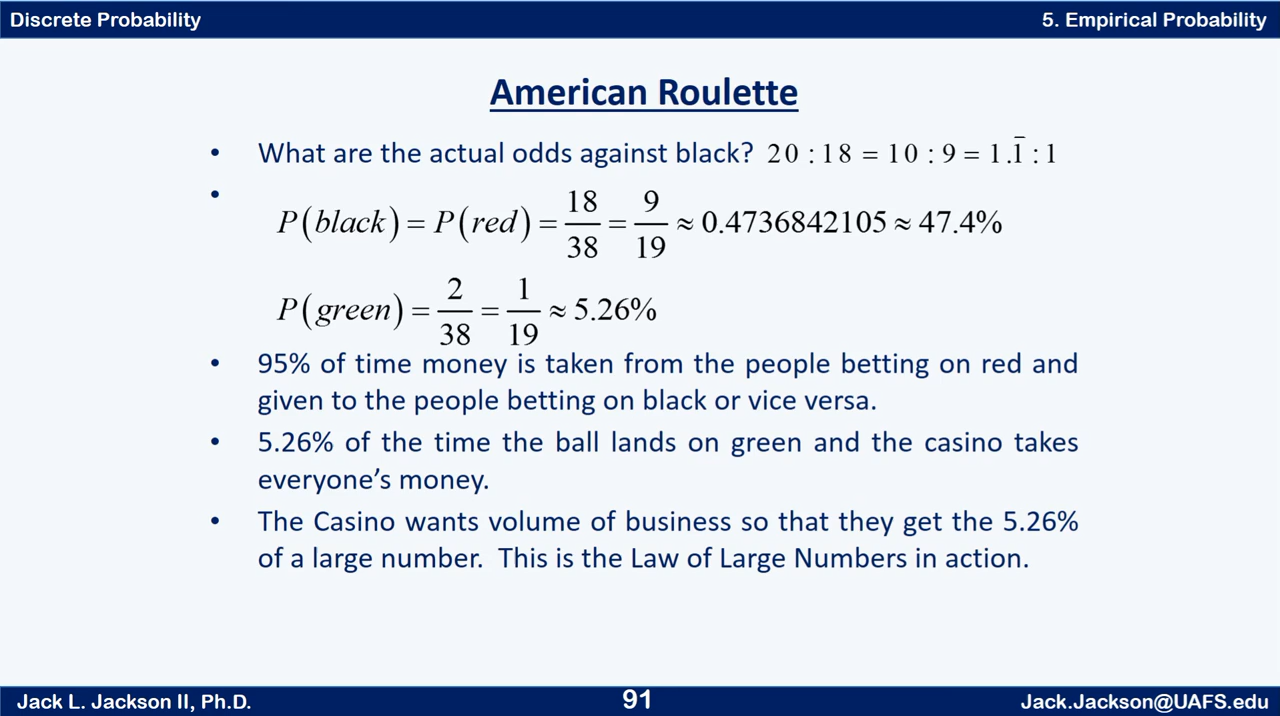 Discrete Probability
5. Empirical Probability
American Roulette
• What are the actual odds against black? 20 : 18 = 10 : 9 = 1.1̅ : 1
•
P(black) = P(red) = 18/38 = 9/19 ≈ 0.4736842105 ≈ 47.4%
P(green) = 2/38 = 1/19 ≈ 5.26%
• 95% of time money is taken from the people betting on red and
given to the people betting on black or vice versa.
• 5.26% of the time the ball lands on green and the casino takes
everyone’s money.
• The Casino wants volume of business so that they get the 5.26%
of a large number. This is the Law of Large Numbers in action.
Jack L. Jackson II, Ph.D.
91
Jack.Jackson@UAFS.edu